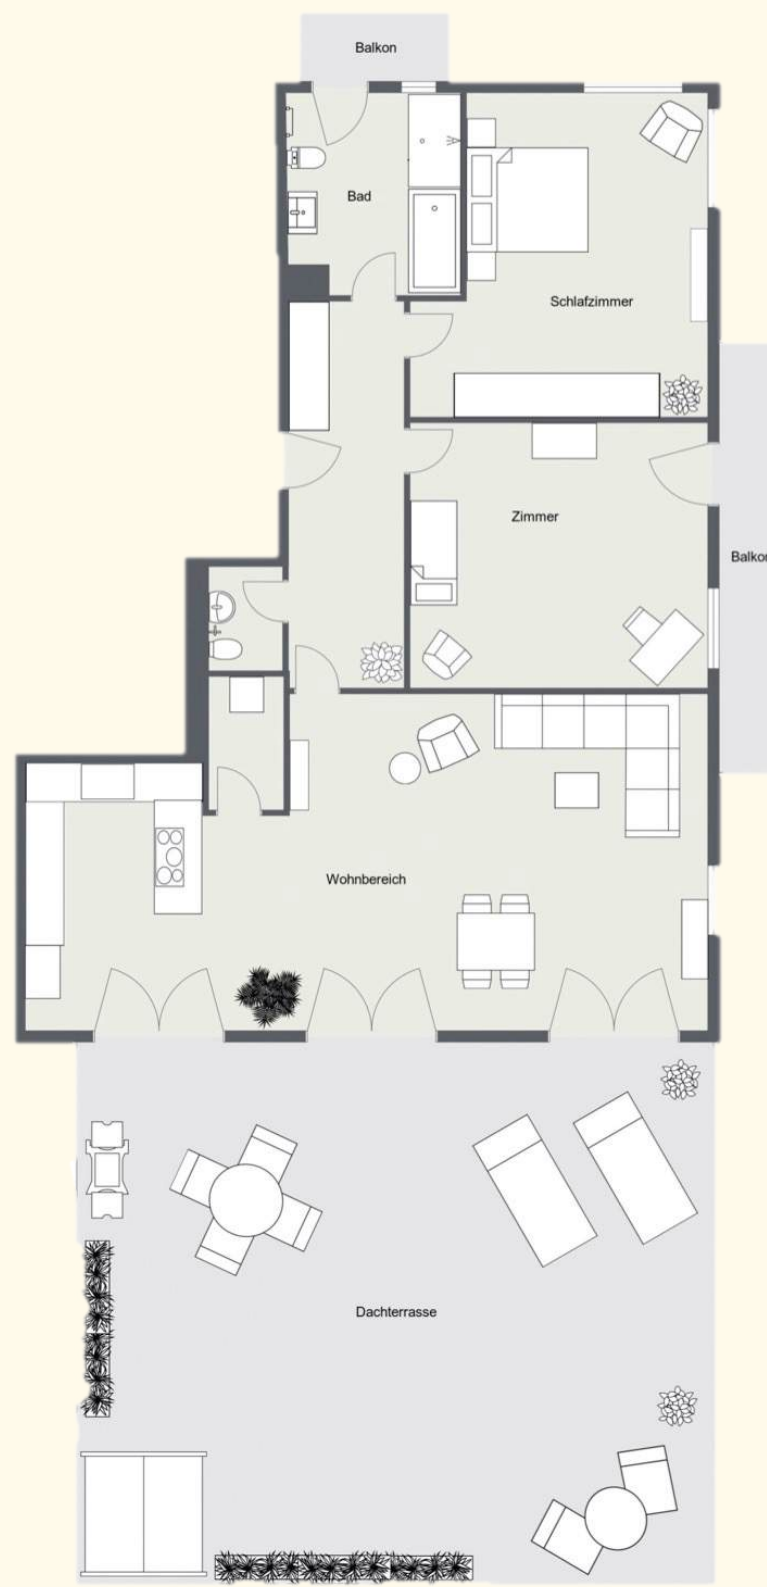 Balkon
Bad
Schlafzimmer
Zimmer
Balkon
Wohnbereich
Dachterrasse